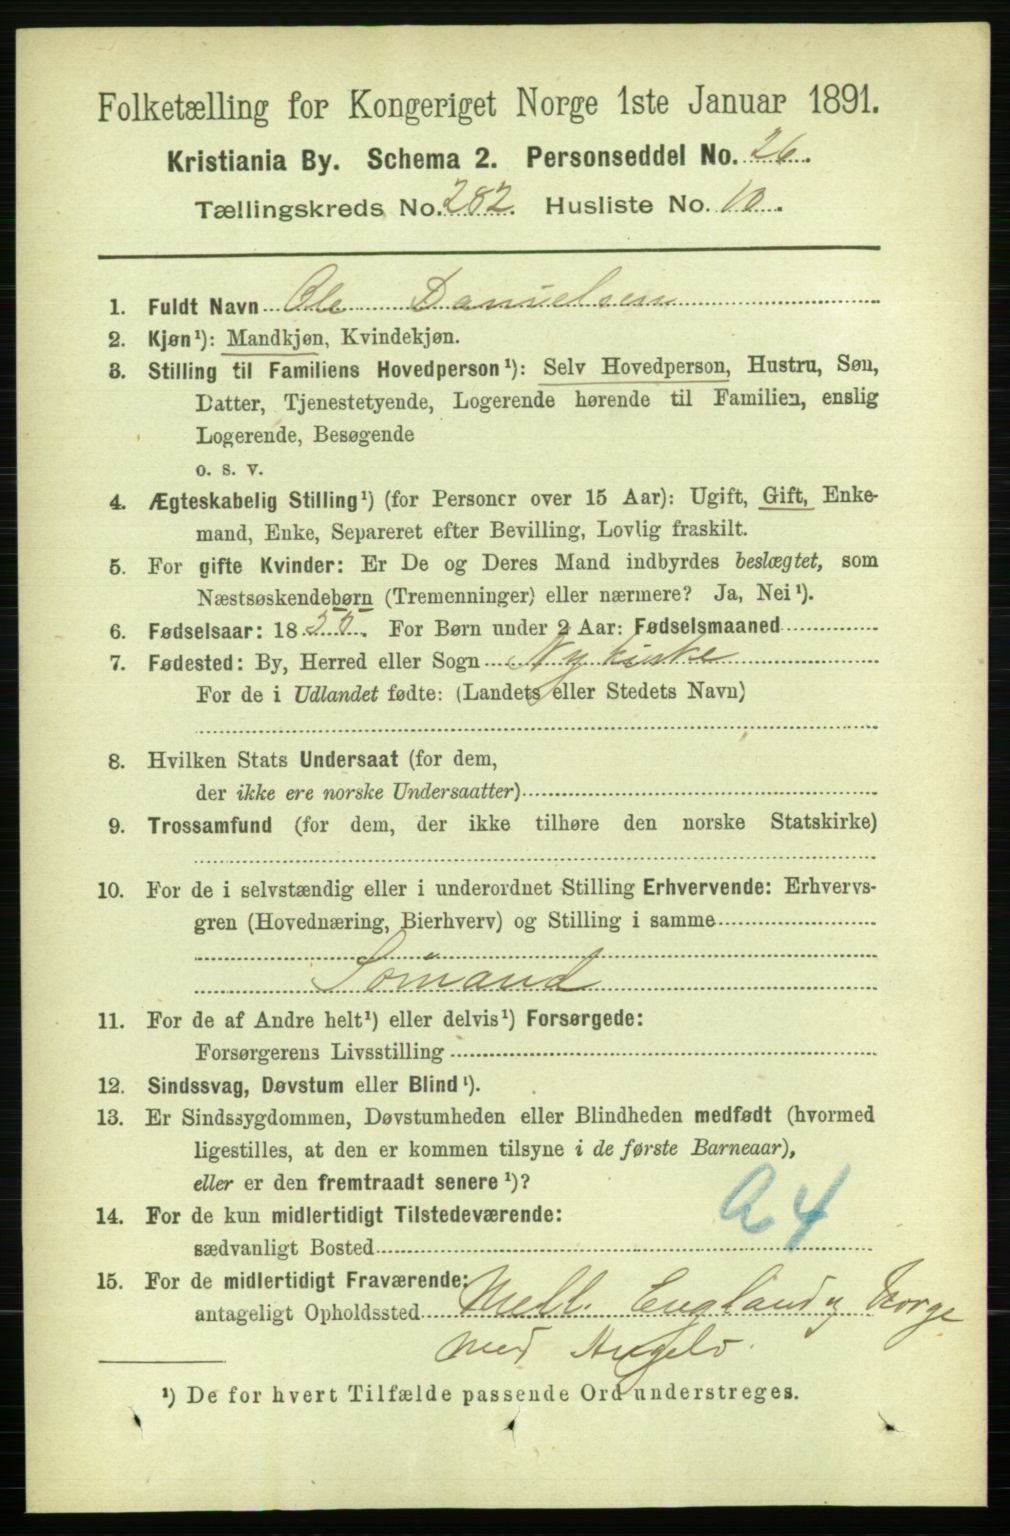 Folketælling for Kongeriget Norge 1ste Januar 1891.
Kristiania By. Schema 2. Personseddel No. 26.
Tællingskreds No. 282. Husliste No. 10.
1. Fuldt Navn Ole Danielsen
2. Kjøn¹): Mandkjøn, Kvindekjøn.
3. Stilling til Familiens Hovedperson¹): Selv Hovedperson, Hustru, Søn,
Datter, Tjenestetyende, Logerende hørende til Familien, enslig
Logerende, Besøgende
o. s. v.
4. Ægteskabelig Stilling¹) (for Personer over 15 Aar): Ugift, Gift, Enke-
mand, Enke, Separeret efter Bevilling, Lovlig fraskilt.
5. For gifte Kvinder: Er De og Deres Mand indbyrdes beslægtet, som
Næstsøskendebørn (Tremenninger) eller nærmere? Ja, Nei¹).
6. Fødselsaar: 1855. For Børn under 2 Aar: Fødselsmaaned
7. Fødested: By, Herred eller Sogn Nykirke
For de i Udlandet fødte: (Landets eller Stedets Navn)
8. Hvilken Stats Undersaat (for dem,
der ikke ere norske Undersaatter)
9. Trossamfund (for dem, der ikke tilhøre den norske Statskirke)
10. For de i selvstændig eller i underordnet Stilling Erhvervende: Erhvervs-
gren (Hovednæring, Bierhverv) og Stilling i samme
Sömand
11. For de af Andre helt¹) eller delvis¹) Forsørgede:
Forsørgerens Livsstilling
12. Sindssvag, Døvstum eller Blind¹).
13. Er Sindssygdommen, Døvstumheden eller Blindheden medfødt (hvormed
ligestilles, at den er kommen tilsyne i de første Barneaar),
eller er den fremtraadt senere¹)?
a 4
14. For de kun midlertidigt Tilstedeværende:
sædvanligt Bosted
15. For de midlertidigt Fraværende:
antageligt Opholdssted Mell. England og Norge
med
¹) De for hvert Tilfælde passende Ord understreges.